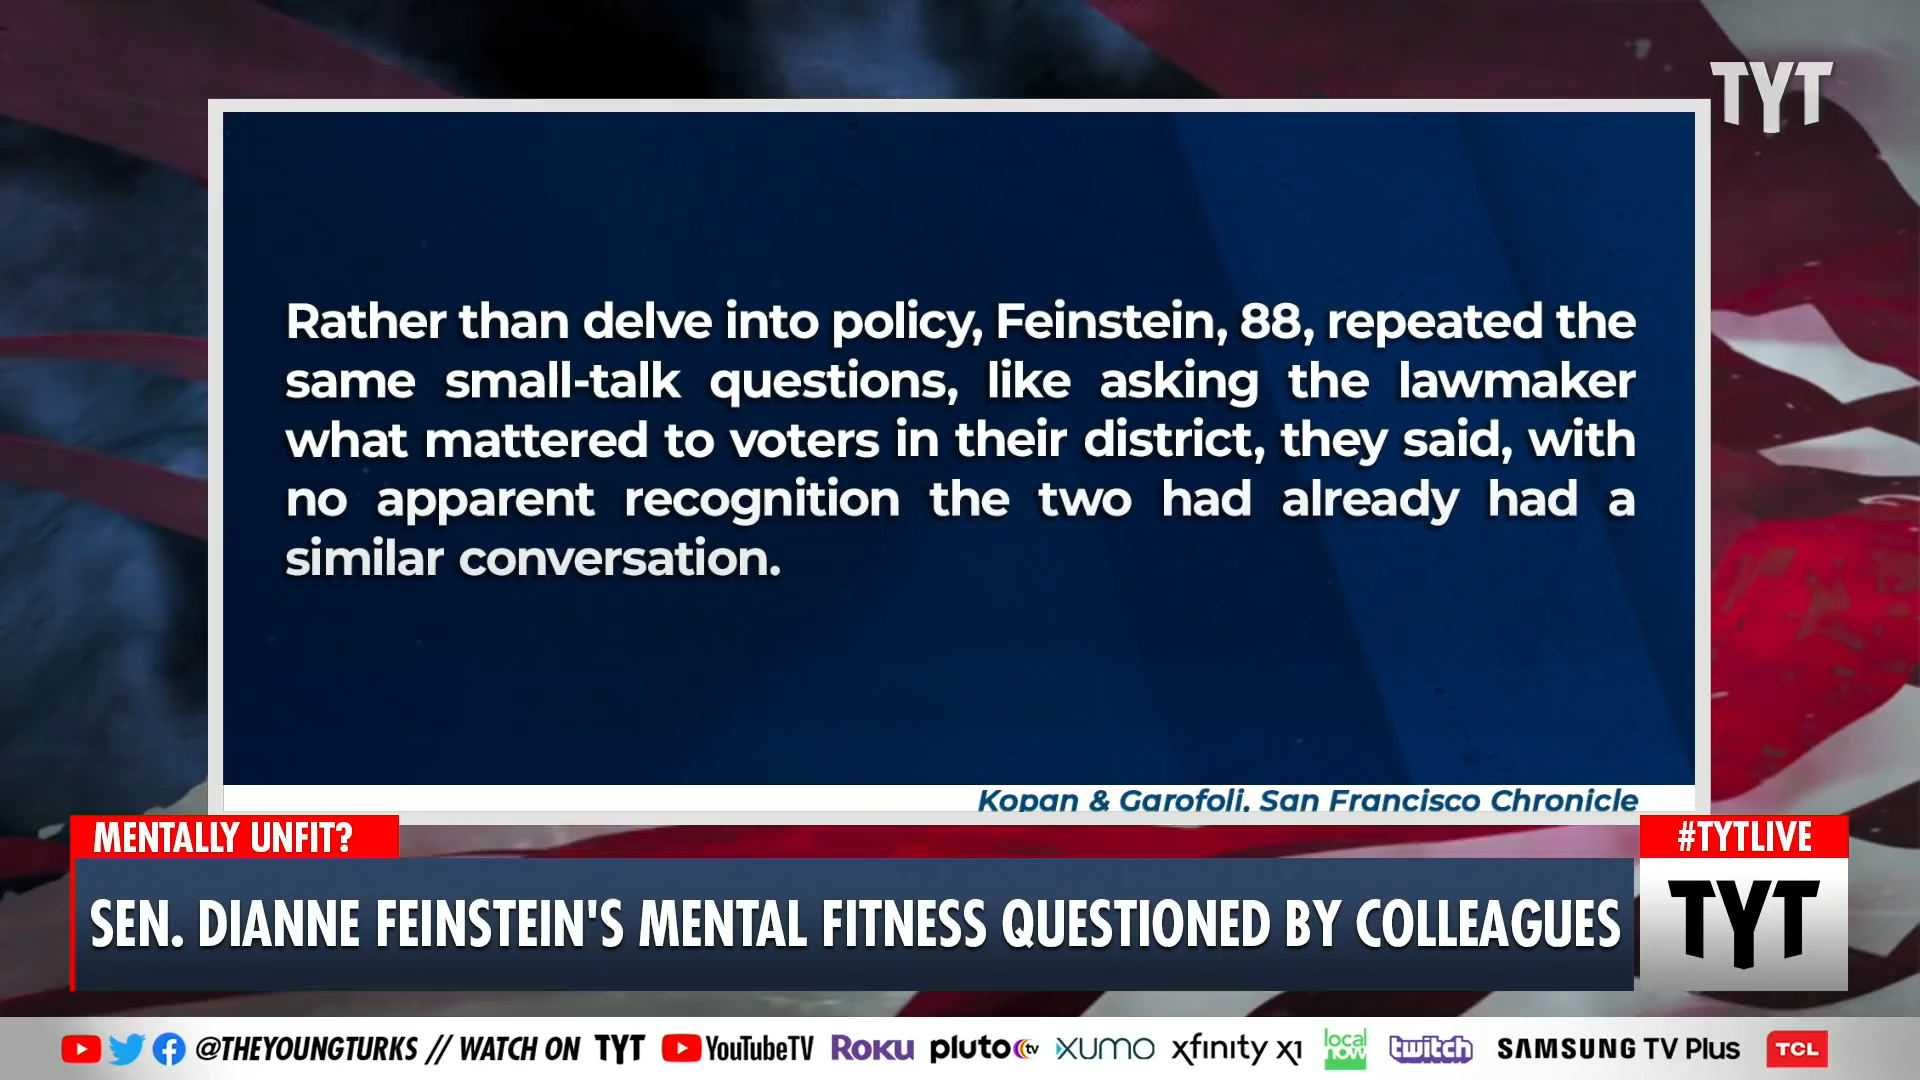 TYT
Rather than delve into policy, Feinstein, 88, repeated the
same small-talk questions, like asking the lawmaker
what mattered to voters in their district, they said, with
no apparent recognition the two had already had a
similar conversation.
Kopan & Garofoli, San Francisco Chronicle
MENTALLY UNFIT?
#TYTLIVE
SEN. DIANNE FEINSTEIN'S MENTAL FITNESS QUESTIONED BY COLLEAGUES
TYT
@THEYOUNGTURKS // WATCH ON TYT YouTubeTV ROKU pluto tv XUMO xfinity x1 local now twitch SAMSUNG TV Plus TCL